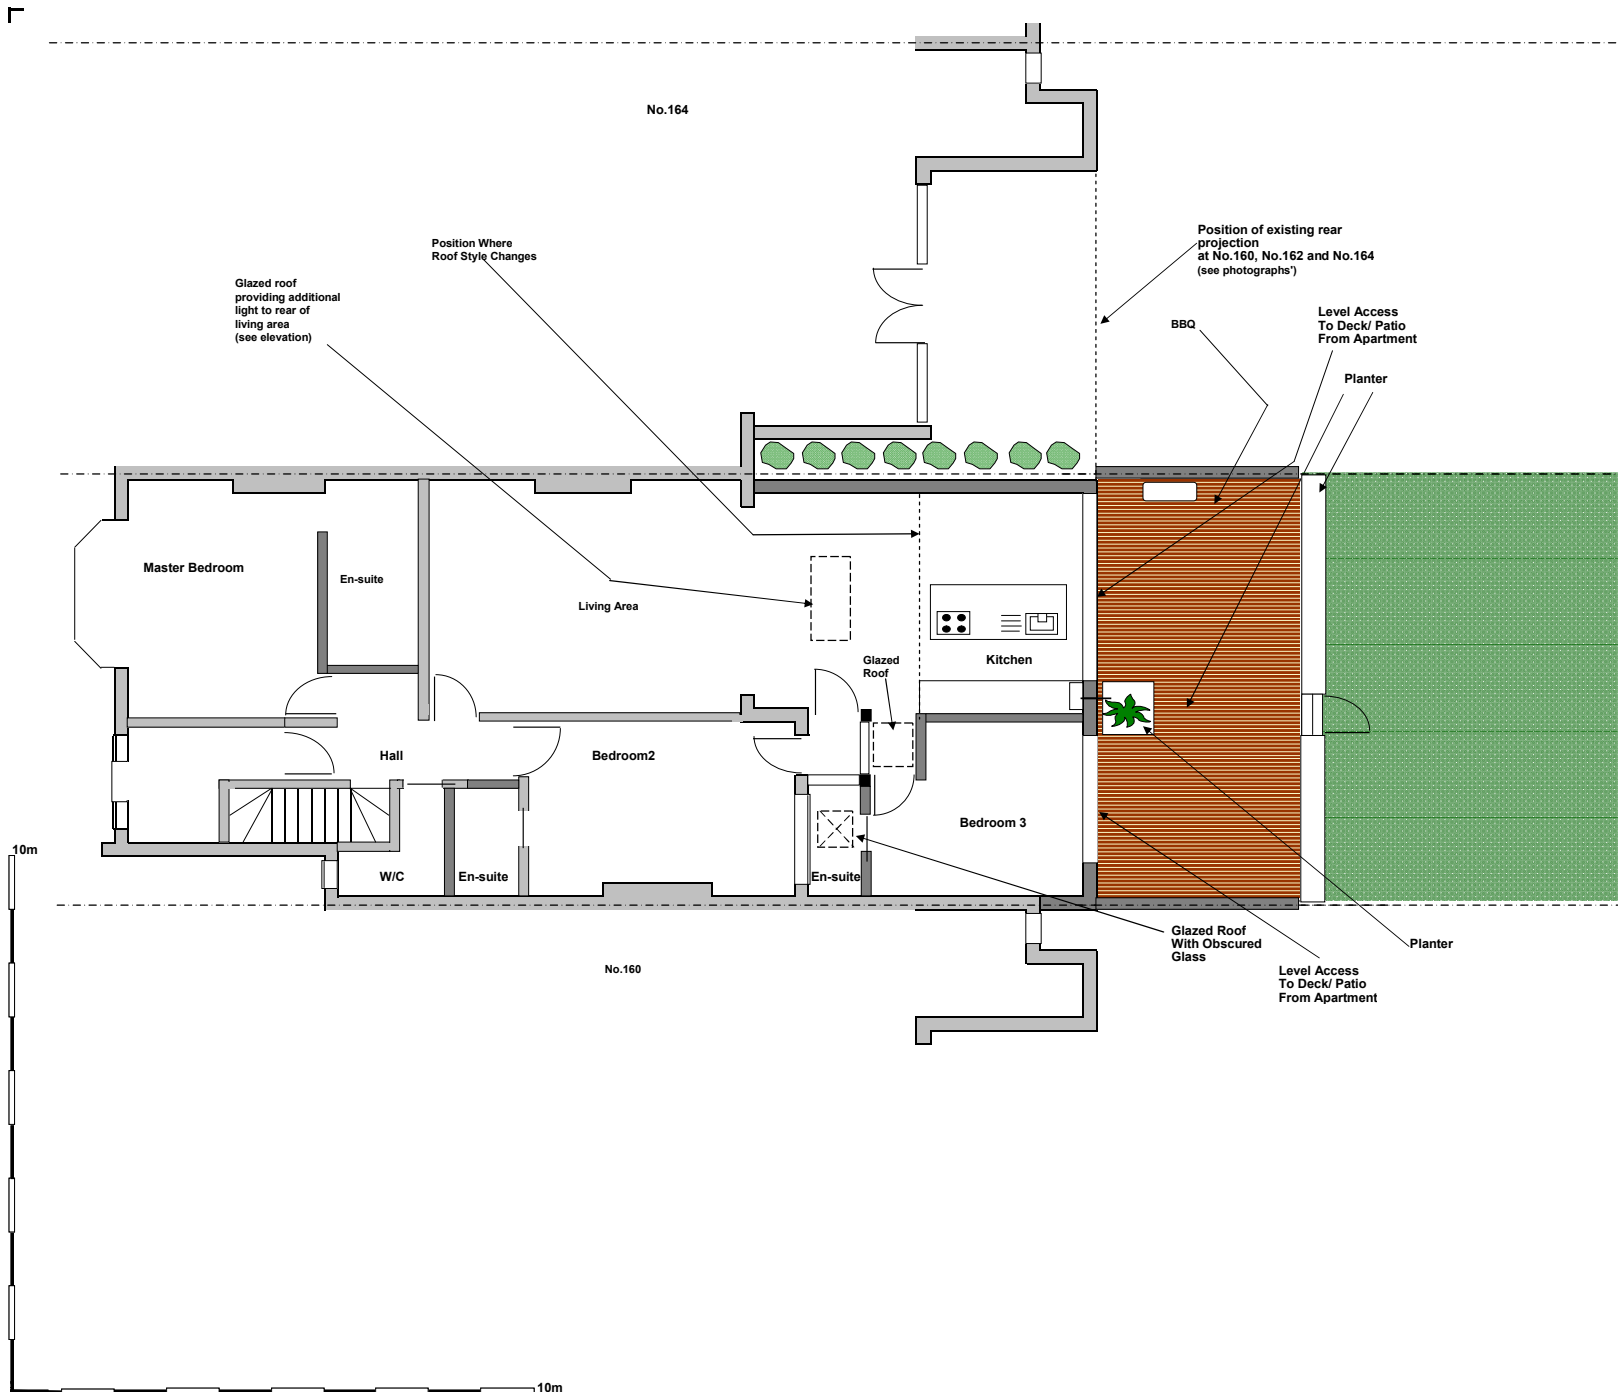 No.164
Position Where
Roof Style Changes
Position of existing rear
projection
at No.160, No.162 and No.164
(see photographs')
Glazed roof
providing additional
light to rear of
living area
(see elevation)
BBQ
Level Access
To Deck/ Patio
From Apartment
Planter
Master Bedroom
En-suite
Living Area
Glazed
Roof
Kitchen
Hall
Bedroom2
Bedroom 3
10m
W/C
En-suite
En-suite
Glazed Roof
With Obscured
Glass
Planter
No.160
Level Access
To Deck/ Patio
From Apartment
10m